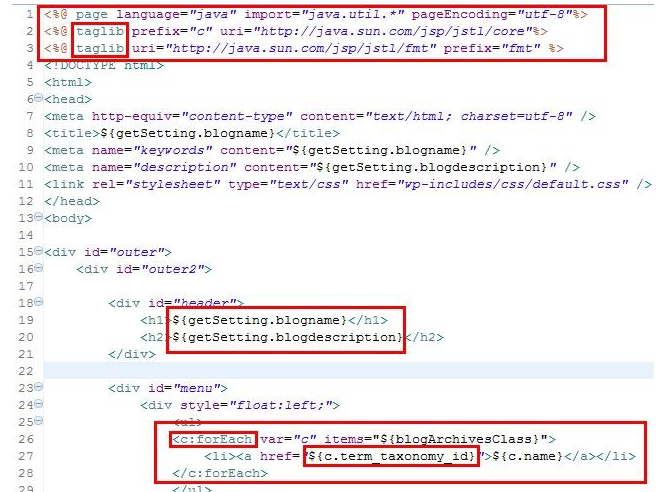 1 <%@ page language="java" import="java.util.*" pageEncoding="utf-8"%>
2 <%@ taglib prefix="c" uri="http://java.sun.com/jsp/jstl/core"%>
3 <%@ taglib uri="http://java.sun.com/jsp/jstl/fmt" prefix="fmt" %>
4 <!DOCTYPE html>
5 <html>
6 <head>
7 <meta http-equiv="content-type" content="text/html; charset=utf-8" />
8 <title>${getSetting.blogname}</title>
9 <meta name="keywords" content="${getSetting.blogname}" />
10 <meta name="description" content="${getSetting.blogdescription}" />
11 <link rel="stylesheet" type="text/css" href="wp-includes/css/default.css" />
12 </head>
13 <body>
14
15 <div id="outer">
16 <div id="outer2">
17
18 <div id="header">
19 <h1>${getSetting.blogname}</h1>
20 <h2>${getSetting.blogdescription}</h2>
21 </div>
22
23 <div id="menu">
24 <div style="float:left;">
25 <ul>
26 <c:forEach var="c" items="${blogArchivesClass}">
27 <li><a href="${c.term_taxonomy_id}">${c.name}</a></li>
28 </c:forEach>
29 </ul>